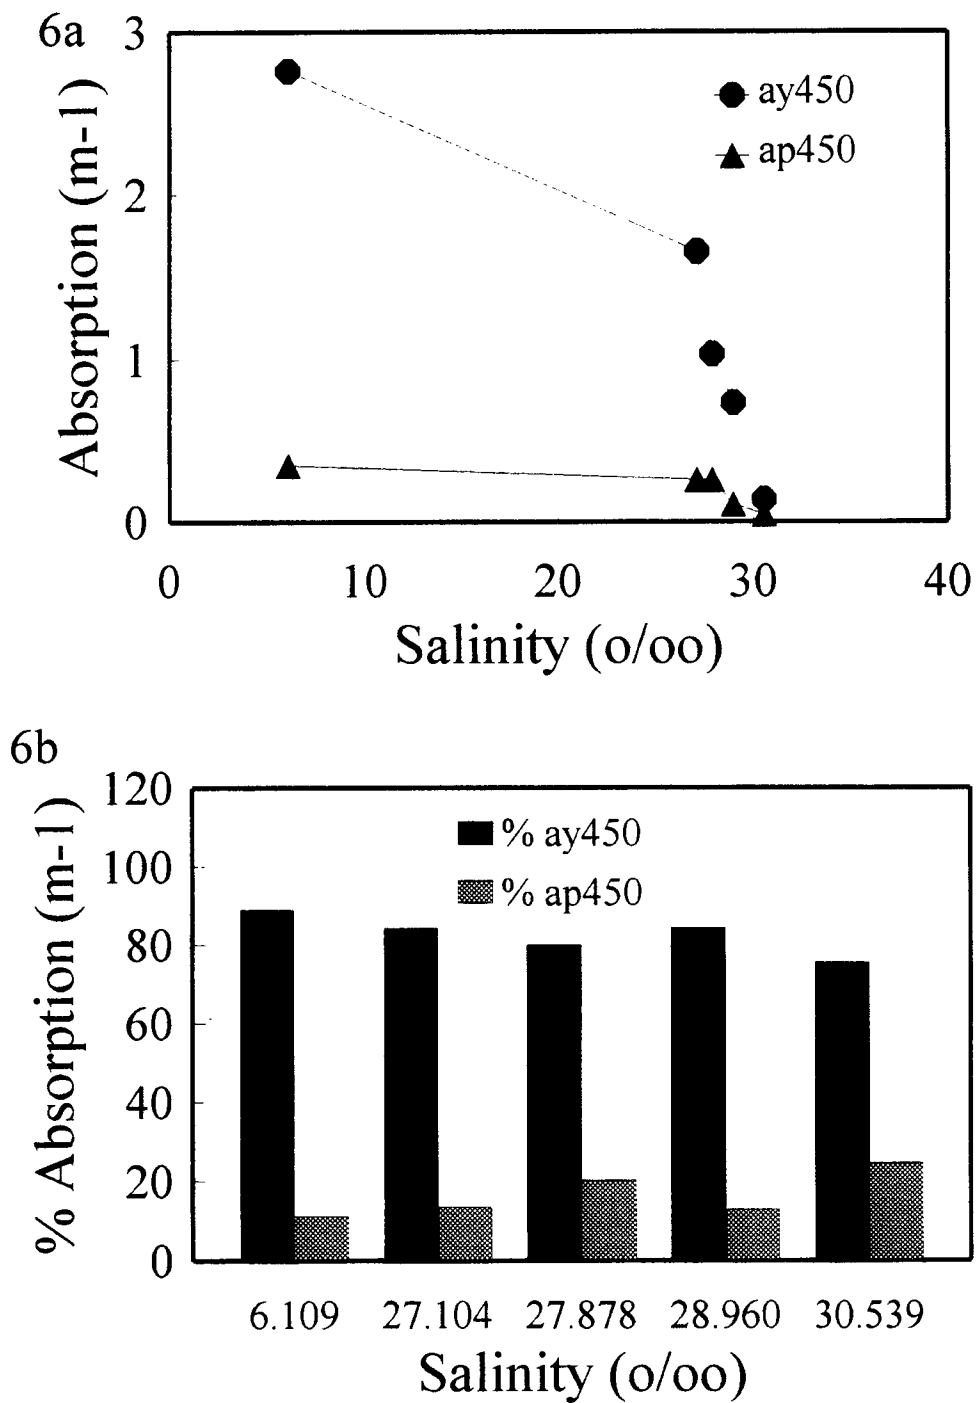 6a
3
2
1
0
Absorption (m-1)
ay450
ap450
0 10 20 30 40
Salinity (o/oo)
6b
120
100
80
60
40
20
0
% Absorption (m-1)
% ay450
% ap450
6.109 27.104 27.878 28.960 30.539
Salinity (o/oo)